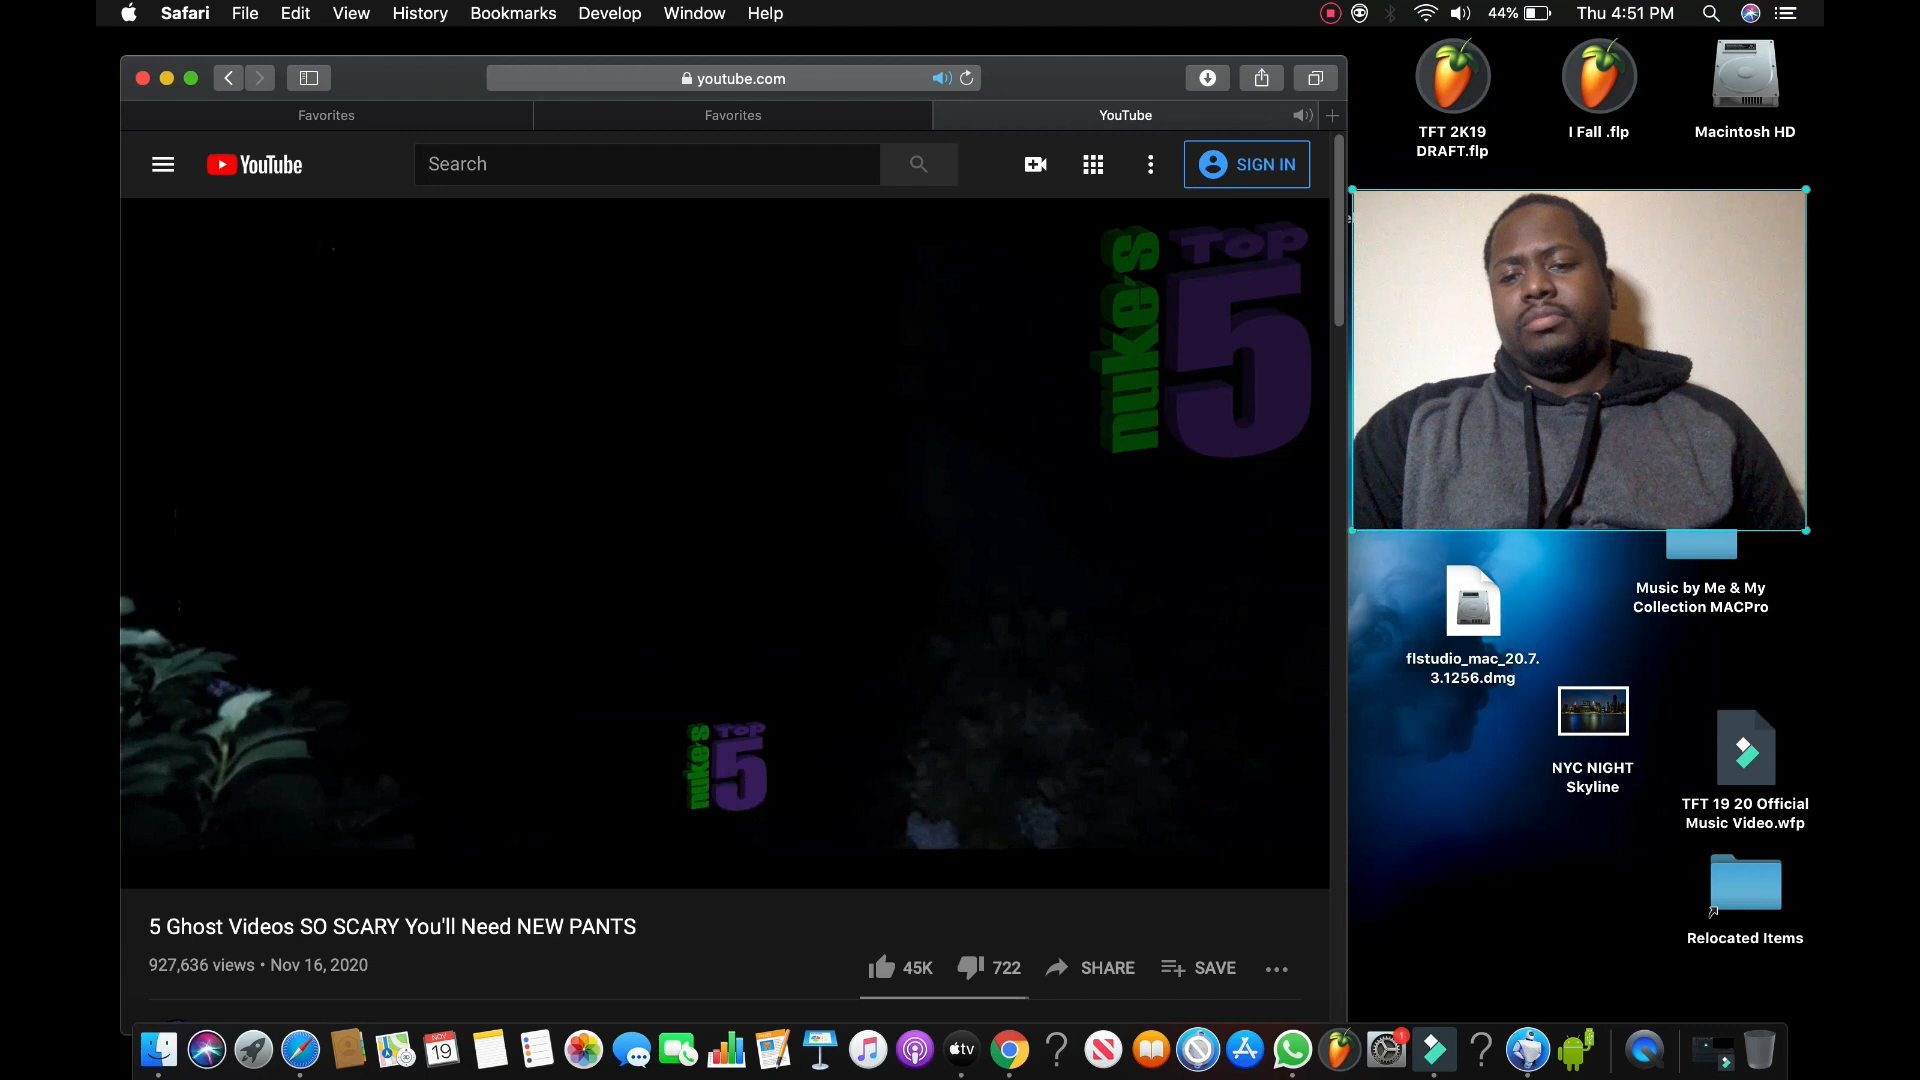 Safari File Edit View History Bookmarks Develop Window Help
44% Thu 4:51 PM
youtube.com
Favorites Favorites YouTube
YouTube Search SIGN IN
nuke's Top 5
nuke's Top 5
5 Ghost Videos SO SCARY You'll Need NEW PANTS
927,636 views • Nov 16, 2020
45K 722 SHARE SAVE
TFT 2K19
DRAFT.flp
I Fall .flp
Macintosh HD
Music by Me & My
Collection MACPro
flstudio_mac_20.7.
3.1256.dmg
NYC NIGHT
Skyline
TFT 19 20 Official
Music Video.wfp
Relocated Items
NOV
19
tv
1